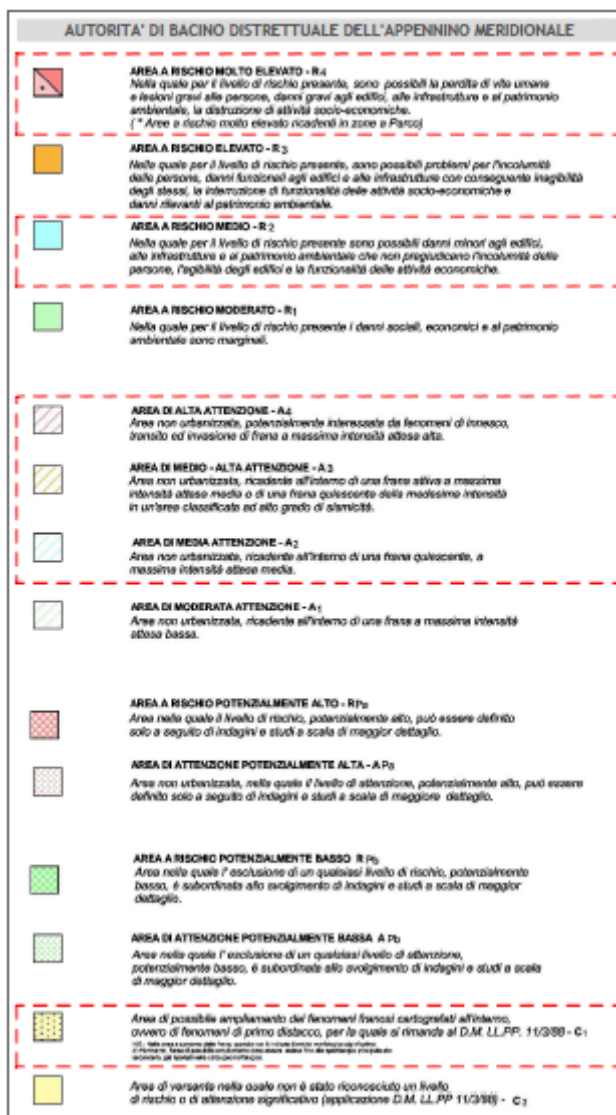 AUTORITA' DI BACINO DISTRETTUALE DELL'APPENNINO MERIDIONALE
AREA A RISCHIO MOLTO ELEVATO - R4
Nella quale per il livello di rischio presente, sono possibili la perdita di vite umane
e lesioni gravi alle persone, danni gravi agli edifici, alle infrastrutture e al patrimonio
ambientale, la distruzione di attività socio-economiche.
( * Aree a rischio molto elevato ricadenti in zone a Parco)
AREA A RISCHIO ELEVATO - R3
Nella quale per il livello di rischio presente, sono possibili problemi per l'incolumità
delle persone, danni funzionali agli edifici e alle infrastrutture con conseguente inagibilità
degli stessi, la interruzione di funzionalità delle attività socio-economiche e
danni rilevanti al patrimonio ambientale.
AREA A RISCHIO MEDIO - R2
Nella quale per il livello di rischio presente sono possibili danni minori agli edifici,
alle infrastrutture e al patrimonio ambientale che non pregiudicano l'incolumità delle
persone, l'agibilità degli edifici e la funzionalità delle attività economiche.
AREA A RISCHIO MODERATO - R1
Nella quale per il livello di rischio presente i danni sociali, economici e al patrimonio
ambientale sono marginali.
AREA DI ALTA ATTENZIONE - A4
Area non urbanizzata, potenzialmente interessata da fenomeni di innesco,
transito ed invasione di frana a massima intensità attesa alta.
AREA DI MEDIO - ALTA ATTENZIONE - A3
Area non urbanizzata, ricadente all'interno di una frana attiva a massima
intensità attesa media o di una frana quiescente della medesima intensità
in un'area classificata ad alto grado di sismicità.
AREA DI MEDIA ATTENZIONE - A2
Area non urbanizzata, ricadente all'interno di una frana quiescente, a
massima intensità attesa media.
AREA DI MODERATA ATTENZIONE - A1
Area non urbanizzata, ricadente all'interno di una frana a massima intensità
attesa bassa.
AREA A RISCHIO POTENZIALMENTE ALTO - RPa
Area nella quale il livello di rischio, potenzialmente alto, può essere definito
solo a seguito di indagini e studi a scala di maggior dettaglio.
AREA DI ATTENZIONE POTENZIALMENTE ALTA - APa
Area non urbanizzata, nella quale il livello di attenzione, potenzialmente alto, può essere
definito solo a seguito di indagini e studi a scala di maggiore dettaglio.
AREA A RISCHIO POTENZIALMENTE BASSO RPb
Area nella quale l' esclusione di un qualsiasi livello di rischio, potenzialmente
basso, è subordinata allo svolgimento di indagini e studi a scala di maggior
dettaglio.
AREA DI ATTENZIONE POTENZIALMENTE BASSA APb
Area nella quale l' esclusione di un qualsiasi livello di attenzione,
potenzialmente basso, è subordinata allo svolgimento di indagini e studi a scala
di maggior dettaglio.
Area di possibile ampliamento dei fenomeni franosi cartografati all'interno,
ovvero di fenomeni di primo distacco, per la quale si rimanda al D.M. LL.PP. 11/3/88 - C1
Area di versante nella quale non è stato riconosciuto un livello
di rischio o di attenzione significativo (applicazione D.M. LL.PP. 11/3/88) - C2